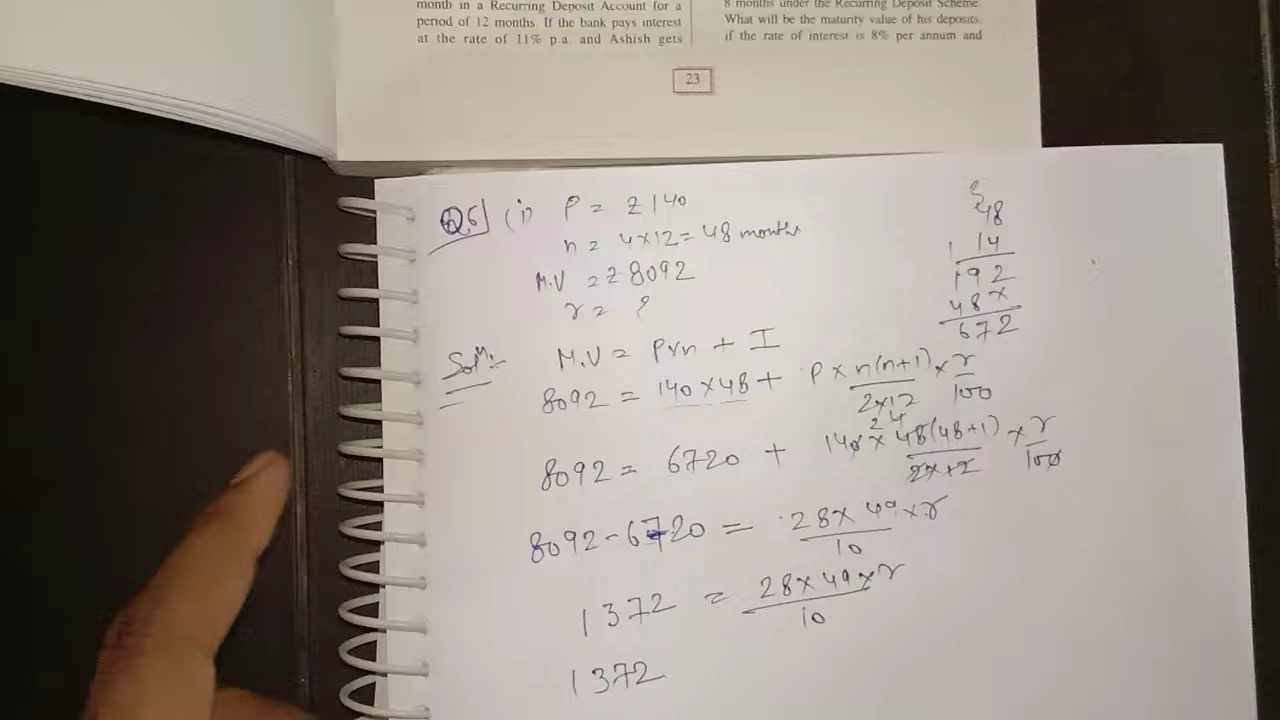 month in a Recurring Deposit Account for a
period of 12 months. If the bank pays interest
at the rate of 11% p.a. and Ashish gets
8 months under the Recurring Deposit Scheme.
What will be the maturity value of his deposits,
if the rate of interest is 8% per annum and
23
Q6] (i) P = ₹140
n = 4×12 = 48 months
M.V = ₹8092
r = ?
Solⁿ:-
M.V = P×n + I
8092 = 140×48 + P × n(n+1)/2×12 × r/100
8092 = 6720 + 140 × 48(48+1)/2×12 × r/100
8092-6720 = 28×49×r/10
1372 = 28×49×r/10
1372
48
14
192
48×
672